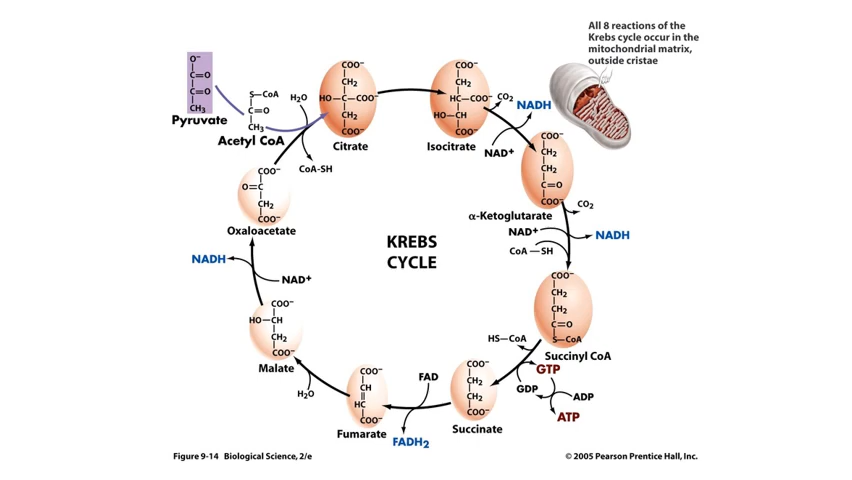 All 8 reactions of the
Krebs cycle occur in the
mitochondrial matrix,
outside cristae
O⁻
C=O
C=O
CH₃
Pyruvate
S—CoA
C=O
CH₃
Acetyl CoA
H₂O
CoA-SH
COO⁻
CH₂
HO—C—COO⁻
CH₂
COO⁻
Citrate
COO⁻
CH₂
HC—COO⁻
HO—CH
COO⁻
Isocitrate
CO₂
NADH
NAD⁺
COO⁻
CH₂
CH₂
C=O
COO⁻
α-Ketoglutarate
CO₂
NAD⁺
NADH
CoA—SH
COO⁻
CH₂
CH₂
C=O
S—CoA
Succinyl CoA
HS—CoA
GTP
GDP
ADP
ATP
COO⁻
CH₂
CH₂
COO⁻
Succinate
FAD
FADH₂
COO⁻
CH
HC
COO⁻
Fumarate
H₂O
COO⁻
HO—CH
CH₂
COO⁻
Malate
NADH
NAD⁺
COO⁻
O=C
CH₂
COO⁻
Oxaloacetate
KREBS
CYCLE
Figure 9-14 Biological Science, 2/e
© 2005 Pearson Prentice Hall, Inc.